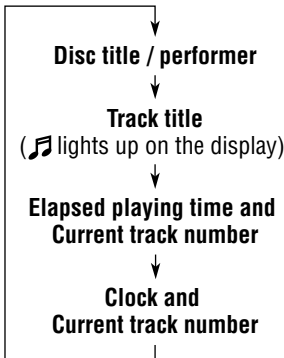 Disc title / performer
Track title
(🎵 lights up on the display)
Elapsed playing time and
Current track number
Clock and
Current track number